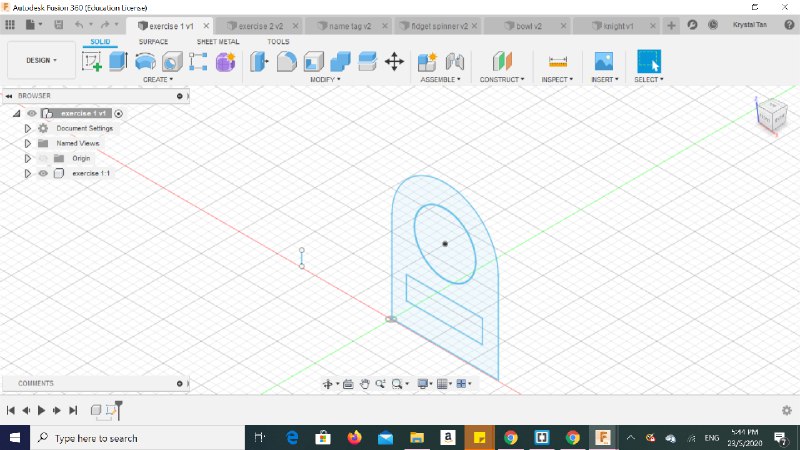 Autodesk Fusion 360 (Education License)
exercise 1 v1
exercise 2 v2
name tag v2
fidget spinner v2
bowl v2
knight v1
Krystal Tan
SOLID
SURFACE
SHEET METAL
TOOLS
DESIGN
CREATE
MODIFY
ASSEMBLE
CONSTRUCT
INSPECT
INSERT
SELECT
BROWSER
exercise 1 v1
Document Settings
Named Views
Origin
exercise 1:1
COMMENTS
Type here to search
ENG
5:44 PM
23/5/2020